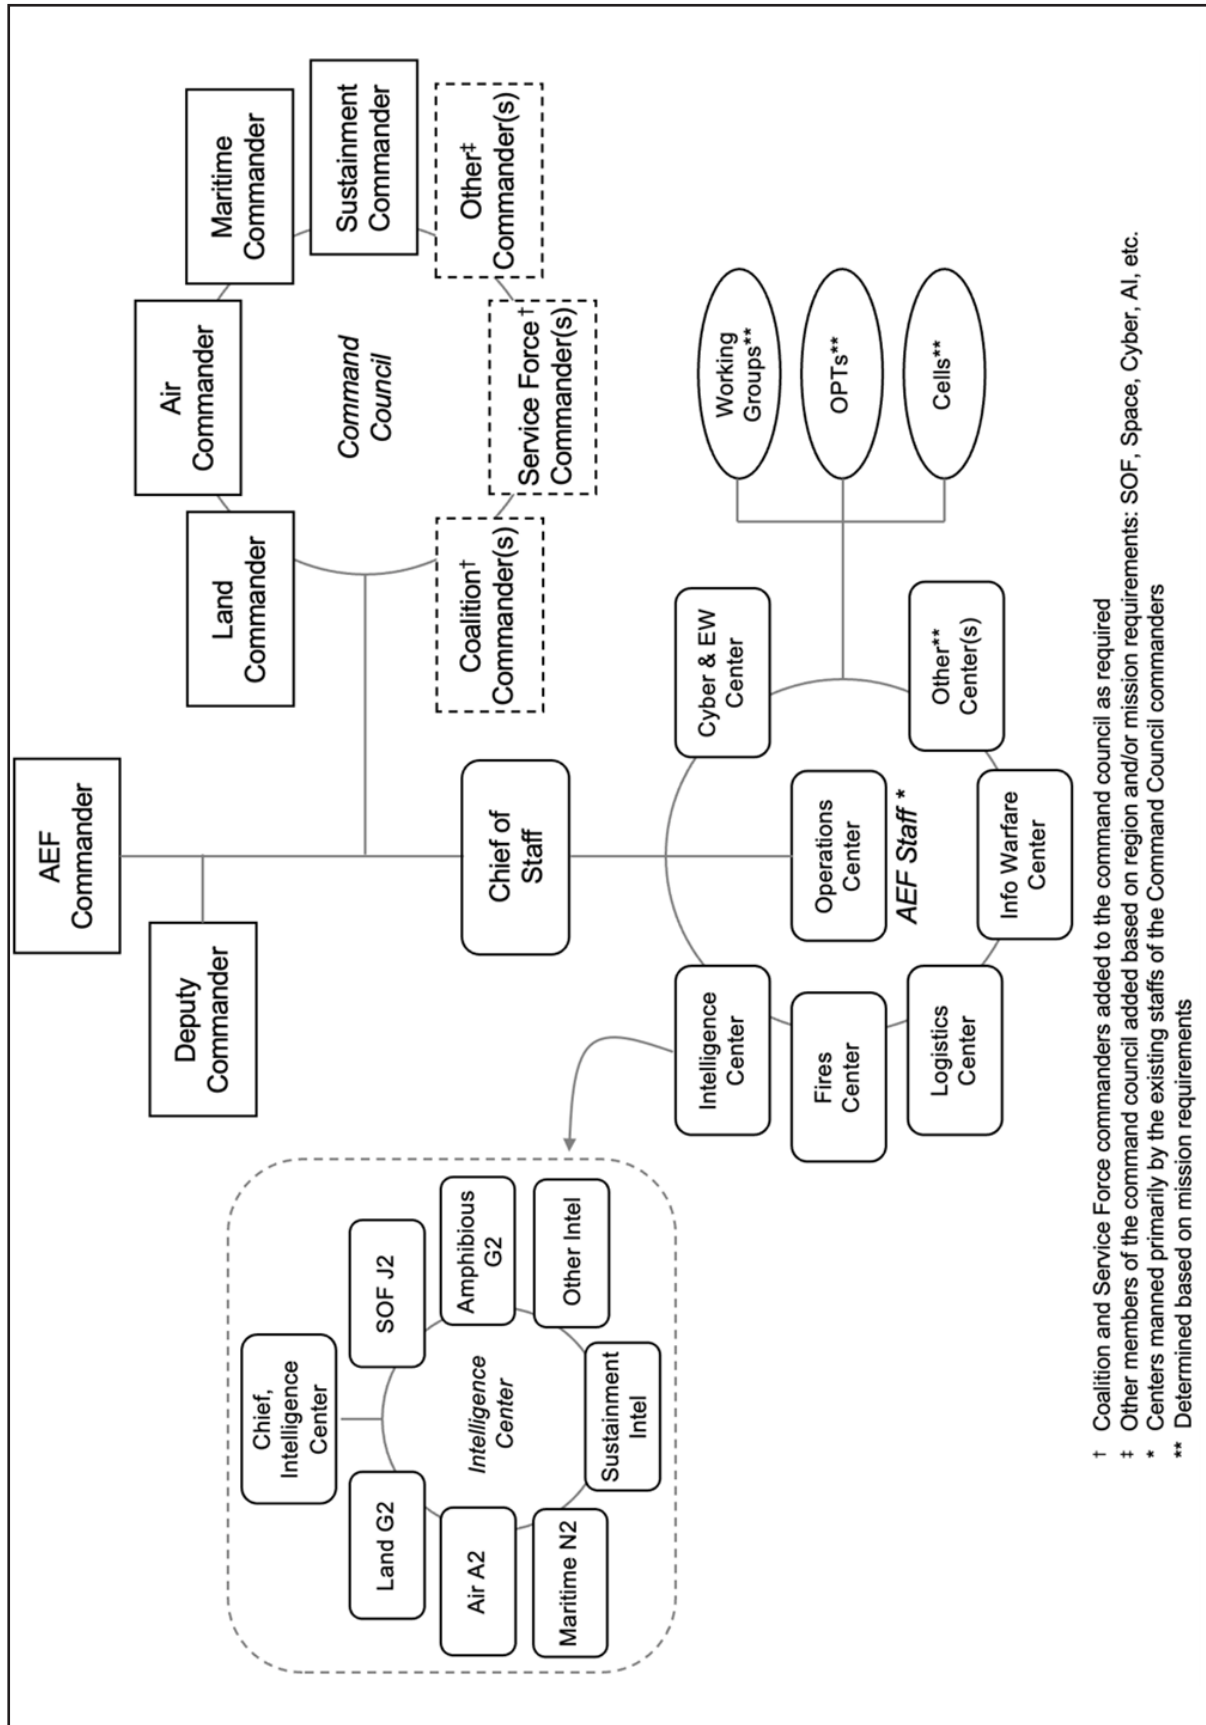 AEF
Commander
Deputy
Commander
Land
Commander
Air
Commander
Maritime
Commander
Sustainment
Commander
Other‡
Commander(s)
Service Force†
Commander(s)
Coalition†
Commander(s)
Command
Council
Chief of
Staff
Chief,
Intelligence
Center
Land G2
SOF J2
Air A2
Amphibious
G2
Maritime N2
Other Intel
Sustainment
Intel
Intelligence
Center
Intelligence
Center
Cyber & EW
Center
Fires
Center
Operations
Center
AEF Staff *
Logistics
Center
Other**
Center(s)
Info Warfare
Center
Working
Groups**
OPTs**
Cells**
† Coalition and Service Force commanders added to the command council as required
‡ Other members of the command council added based on region and/or mission requirements: SOF, Space, Cyber, AI, etc.
* Centers manned primarily by the existing staffs of the Command Council commanders
** Determined based on mission requirements